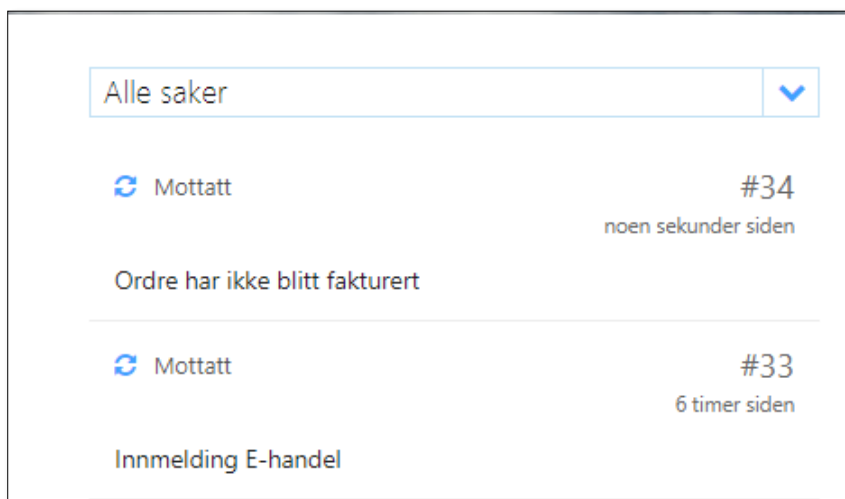 Alle saker
Mottatt
#34
noen sekunder siden
Ordre har ikke blitt fakturert
Mottatt
#33
6 timer siden
Innmelding E-handel